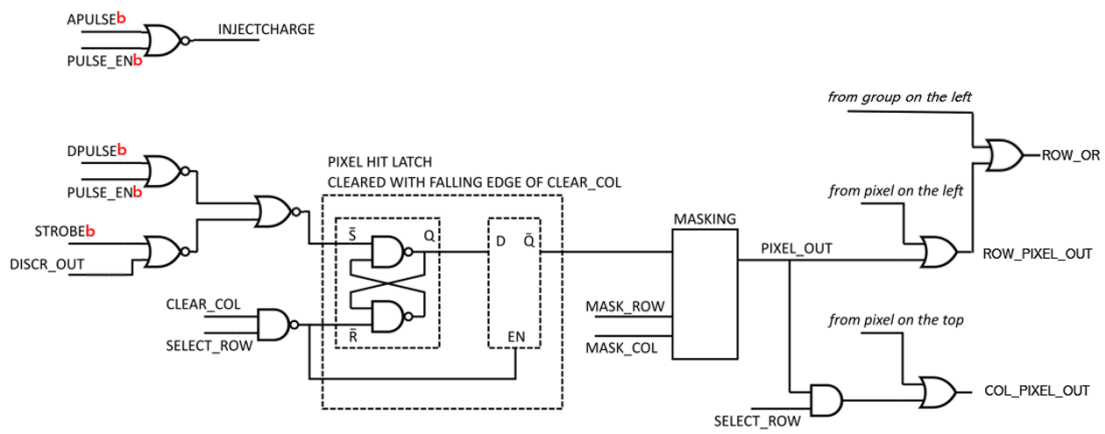 APULSEb
INJECTCHARGE
PULSE_ENb
from group on the left
DPULSEb
PIXEL HIT LATCH
CLEARED WITH FALLING EDGE OF CLEAR_COL
ROW_OR
PULSE_ENb
from pixel on the left
STROBEb
S̅
Q
D
Q̅
MASKING
PIXEL_OUT
ROW_PIXEL_OUT
DISCR_OUT
CLEAR_COL
MASK_ROW
from pixel on the top
SELECT_ROW
R̅
EN
MASK_COL
COL_PIXEL_OUT
SELECT_ROW